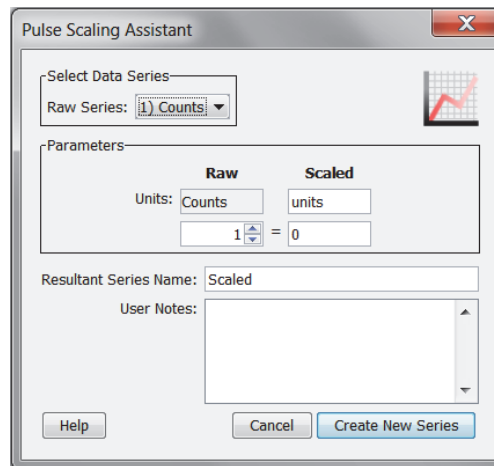 Pulse Scaling Assistant
X
Select Data Series
Raw Series: 1) Counts
Parameters
Raw Scaled
Units: Counts units
1 = 0
Resultant Series Name: Scaled
User Notes:
Help Cancel Create New Series